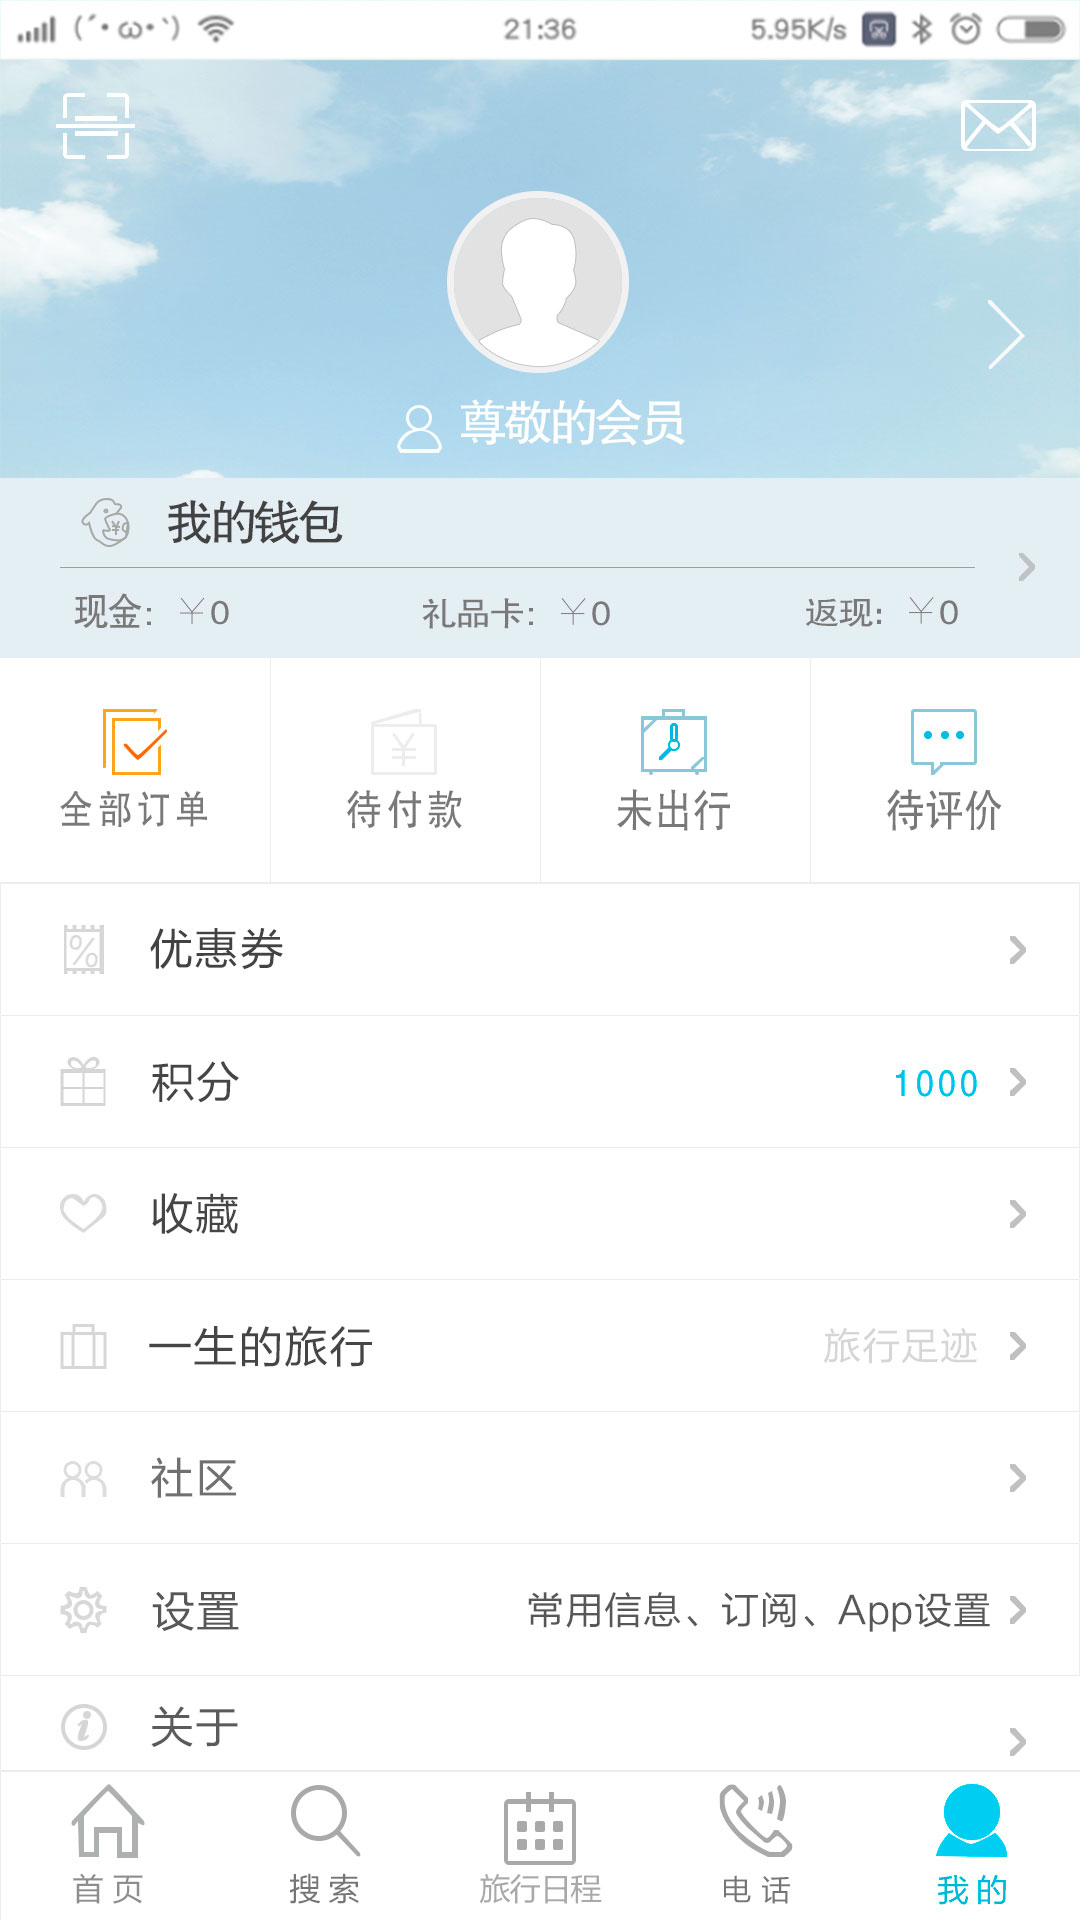 (´･ω･`) 21:36 5.95K/s
尊敬的会员
我的钱包
现金: ￥0 礼品卡: ￥0 返现: ￥0
全部订单 待付款 未出行 待评价
优惠券
积分 1000
收藏
一生的旅行 旅行足迹
社区
设置 常用信息、订阅、App设置
关于
首页 搜索 旅行日程 电话 我的